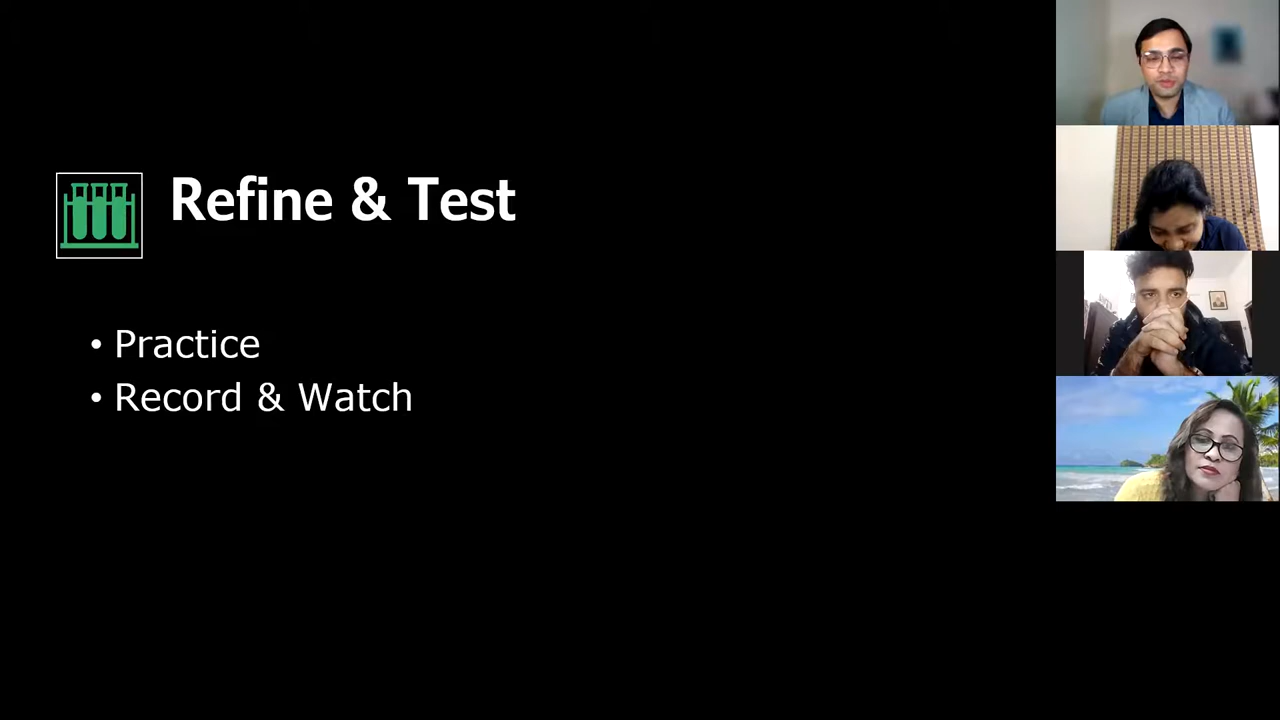 Refine & Test
• Practice
• Record & Watch